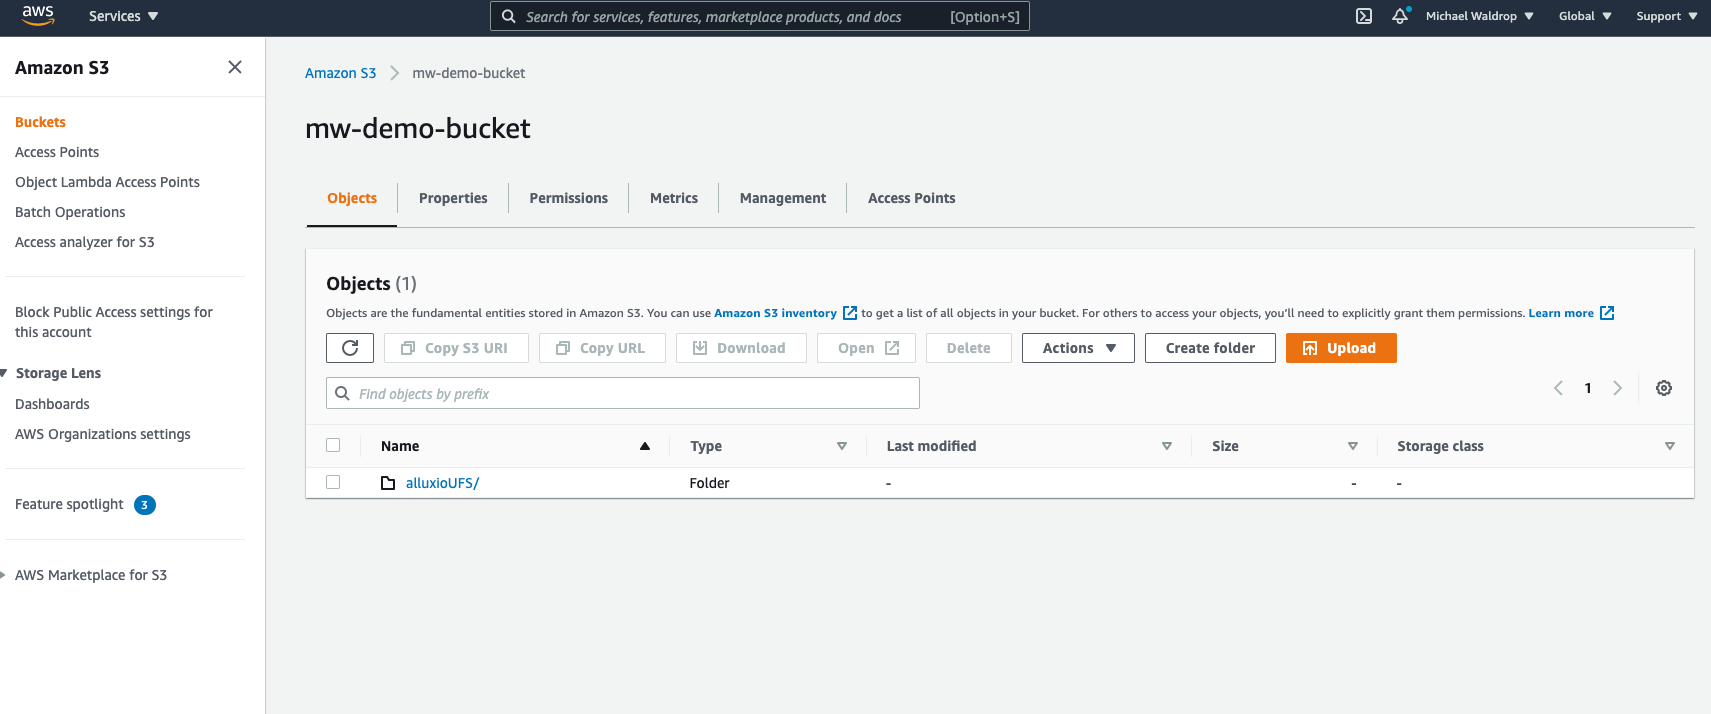 aws Services Search for services, features, marketplace products, and docs [Option+S] Michael Waldrop Global Support
Amazon S3
Buckets
Access Points
Object Lambda Access Points
Batch Operations
Access analyzer for S3
Block Public Access settings for
this account
Storage Lens
Dashboards
AWS Organizations settings
Feature spotlight 3
AWS Marketplace for S3
Amazon S3 mw-demo-bucket
mw-demo-bucket
Objects Properties Permissions Metrics Management Access Points
Objects (1)
Objects are the fundamental entities stored in Amazon S3. You can use Amazon S3 inventory to get a list of all objects in your bucket. For others to access your objects, you'll need to explicitly grant them permissions. Learn more
Copy S3 URI Copy URL Download Open Delete Actions Create folder Upload
Find objects by prefix 1
Name Type Last modified Size Storage class
alluxioUFS/ Folder - - -